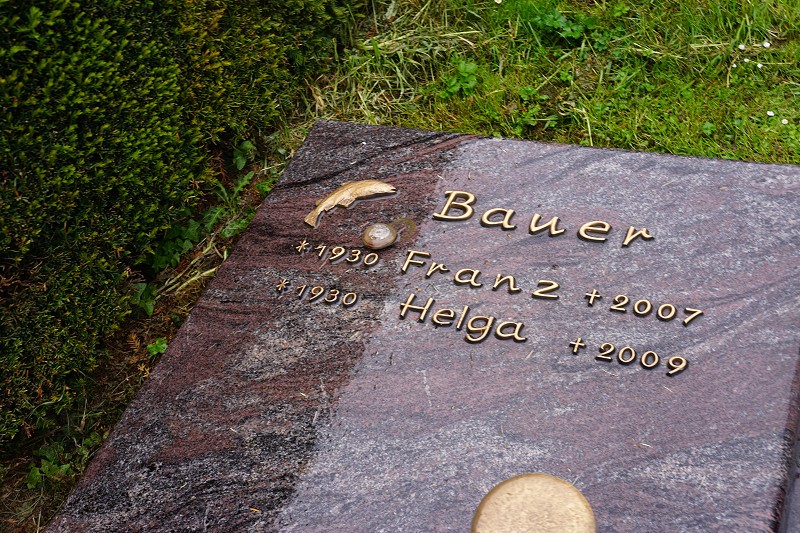 Bauer
*1930 Franz +2007
*1930 Helga +2009